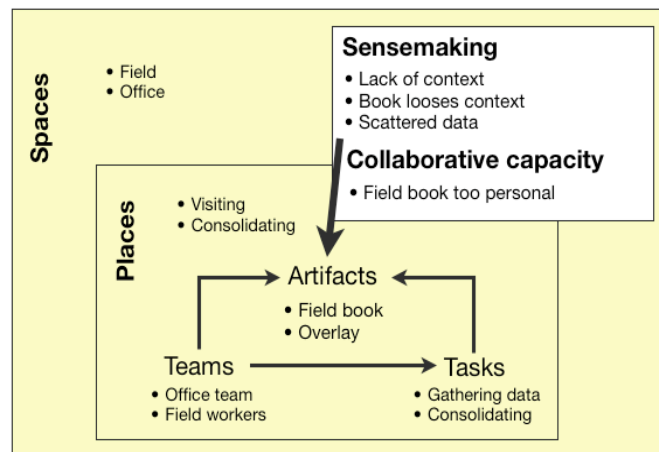 Spaces
• Field
• Office
Sensemaking
• Lack of context
• Book looses context
• Scattered data
Collaborative capacity
• Field book too personal
Places
• Visiting
• Consolidating
Artifacts
• Field book
• Overlay
Teams
• Office team
• Field workers
Tasks
• Gathering data
• Consolidating